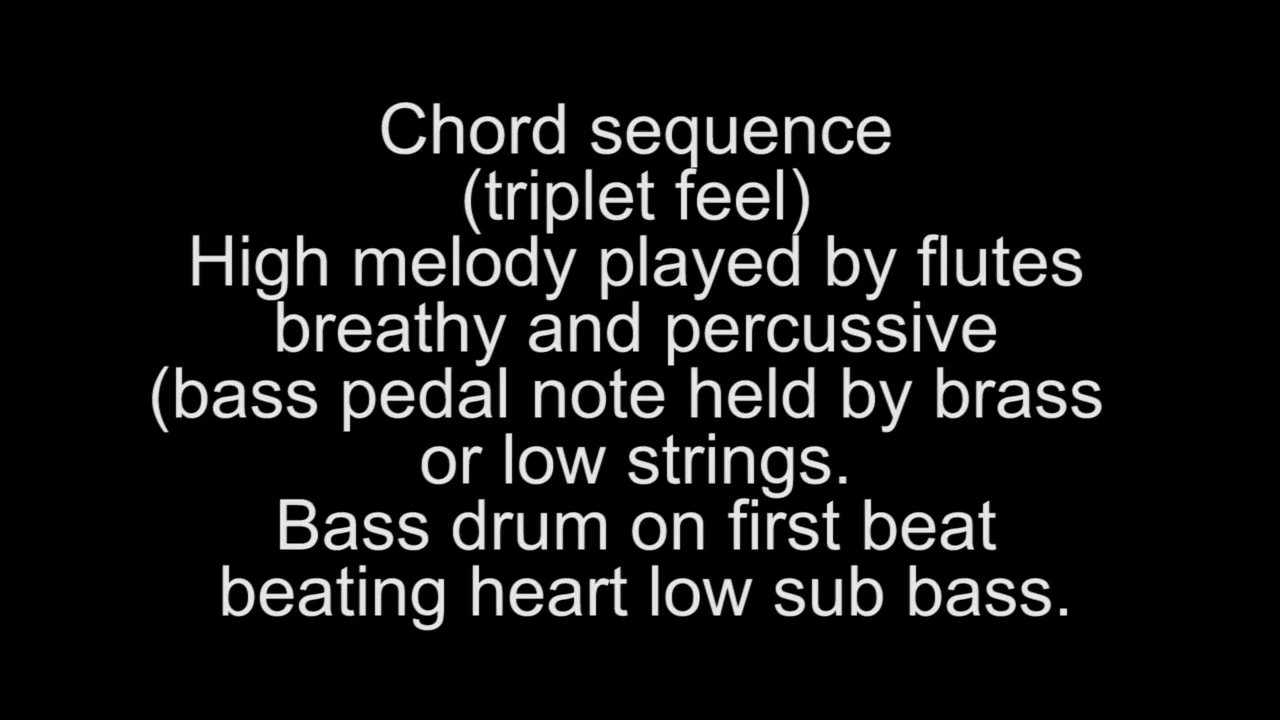 Chord sequence
(triplet feel)
High melody played by flutes
breathy and percussive
(bass pedal note held by brass
or low strings.
Bass drum on first beat
beating heart low sub bass.